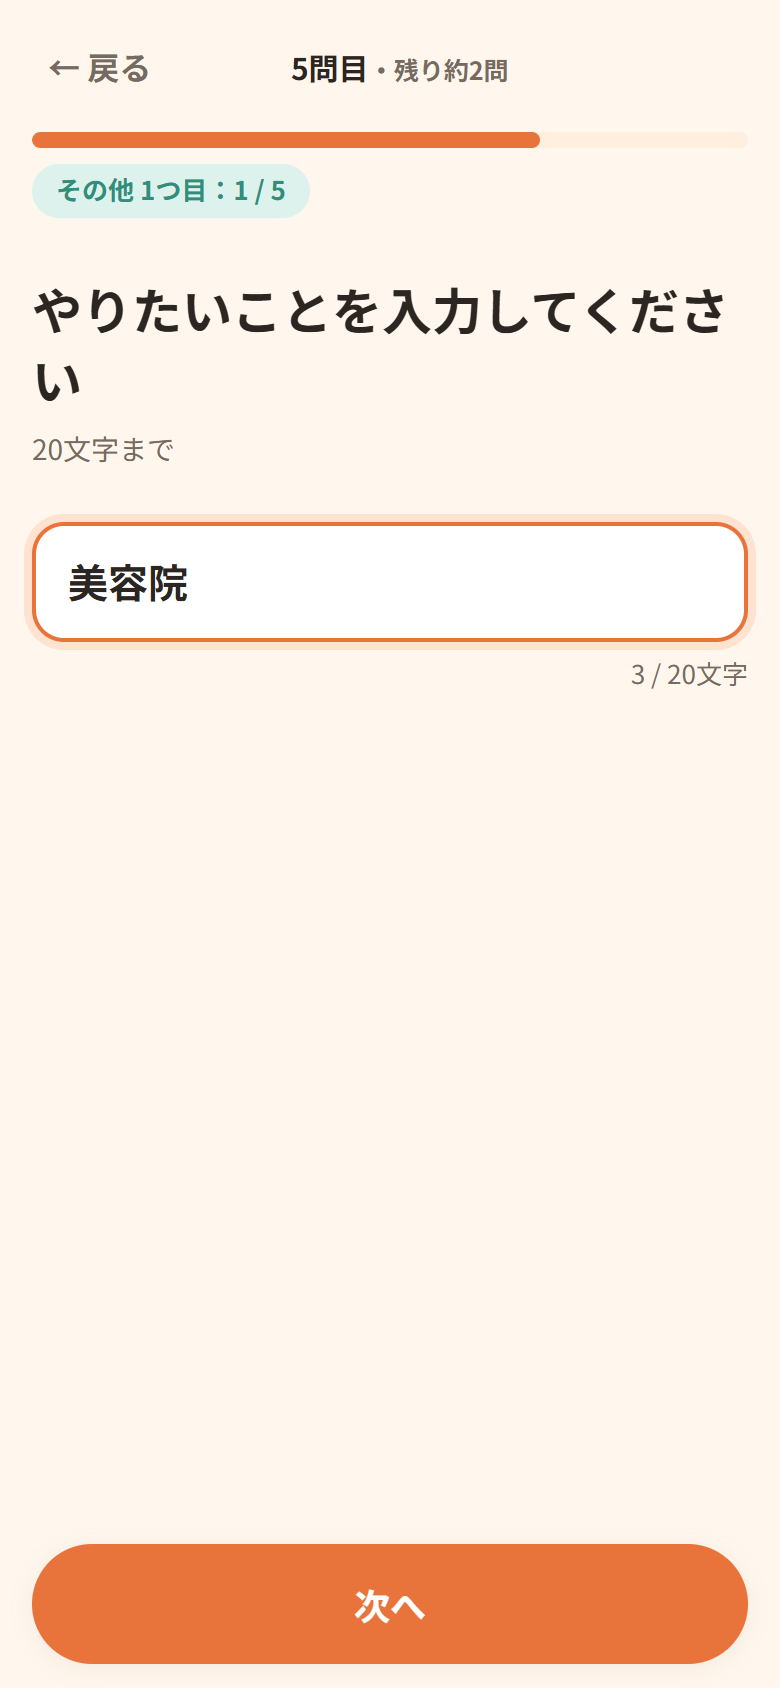 ← 戻る
5問目・残り約2問
その他 1つ目：1 / 5
やりたいことを入力してくださ
い
20文字まで
美容院
3 / 20文字
次へ